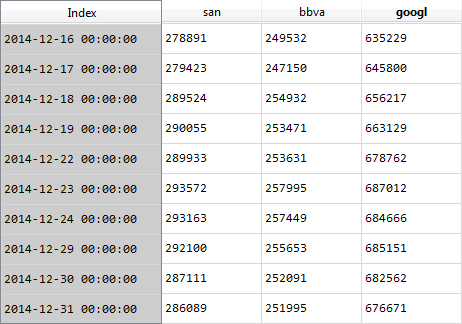 Index san bbva googl
2014-12-16 00:00:00 278891 249532 635229
2014-12-17 00:00:00 279423 247150 645800
2014-12-18 00:00:00 289524 254932 656217
2014-12-19 00:00:00 290055 253471 663129
2014-12-22 00:00:00 289933 253631 678762
2014-12-23 00:00:00 293572 257995 687012
2014-12-24 00:00:00 293163 257449 684666
2014-12-29 00:00:00 292100 255653 685151
2014-12-30 00:00:00 287111 252091 682562
2014-12-31 00:00:00 286089 251995 676671